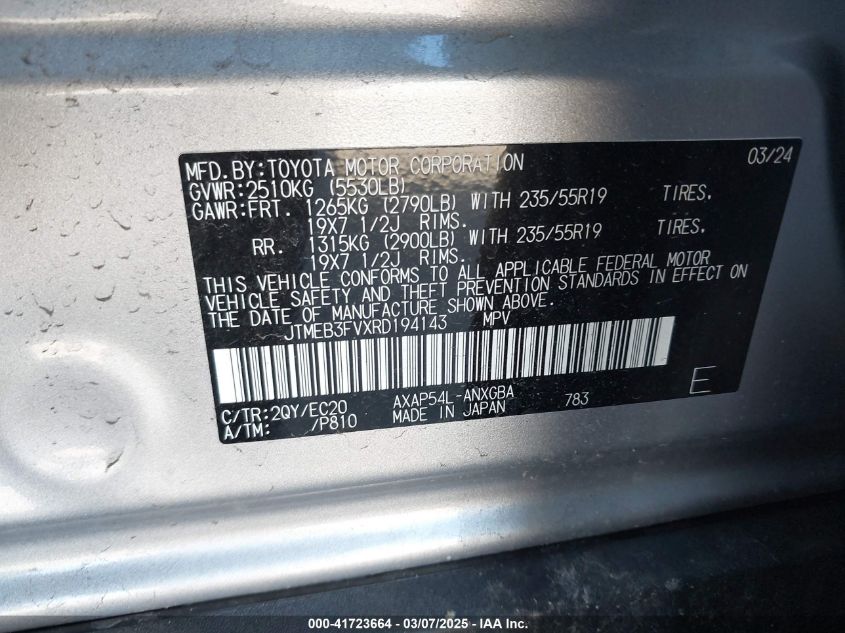 MFD.BY:TOYOTA MOTOR CORPORATION 03/24
GVWR:2510KG (5530LB)
GAWR:FRT. 1265KG (2790LB) WITH 235/55R19 TIRES,
19X7 1/2J RIMS.
RR. 1315KG (2900LB) WITH 235/55R19 TIRES,
19X7 1/2J RIMS.
THIS VEHICLE CONFORMS TO ALL APPLICABLE FEDERAL MOTOR
VEHICLE SAFETY AND THEFT PREVENTION STANDARDS IN EFFECT ON
THE DATE OF MANUFACTURE SHOWN ABOVE.
JTMEB3FVXRD194143 MPV
C/TR:2QY/EC20 AXAP54L-ANXGBA 783 E
A/TM: /P810 MADE IN JAPAN
000-41723664 - 03/07/2025 - © IAA, Inc.